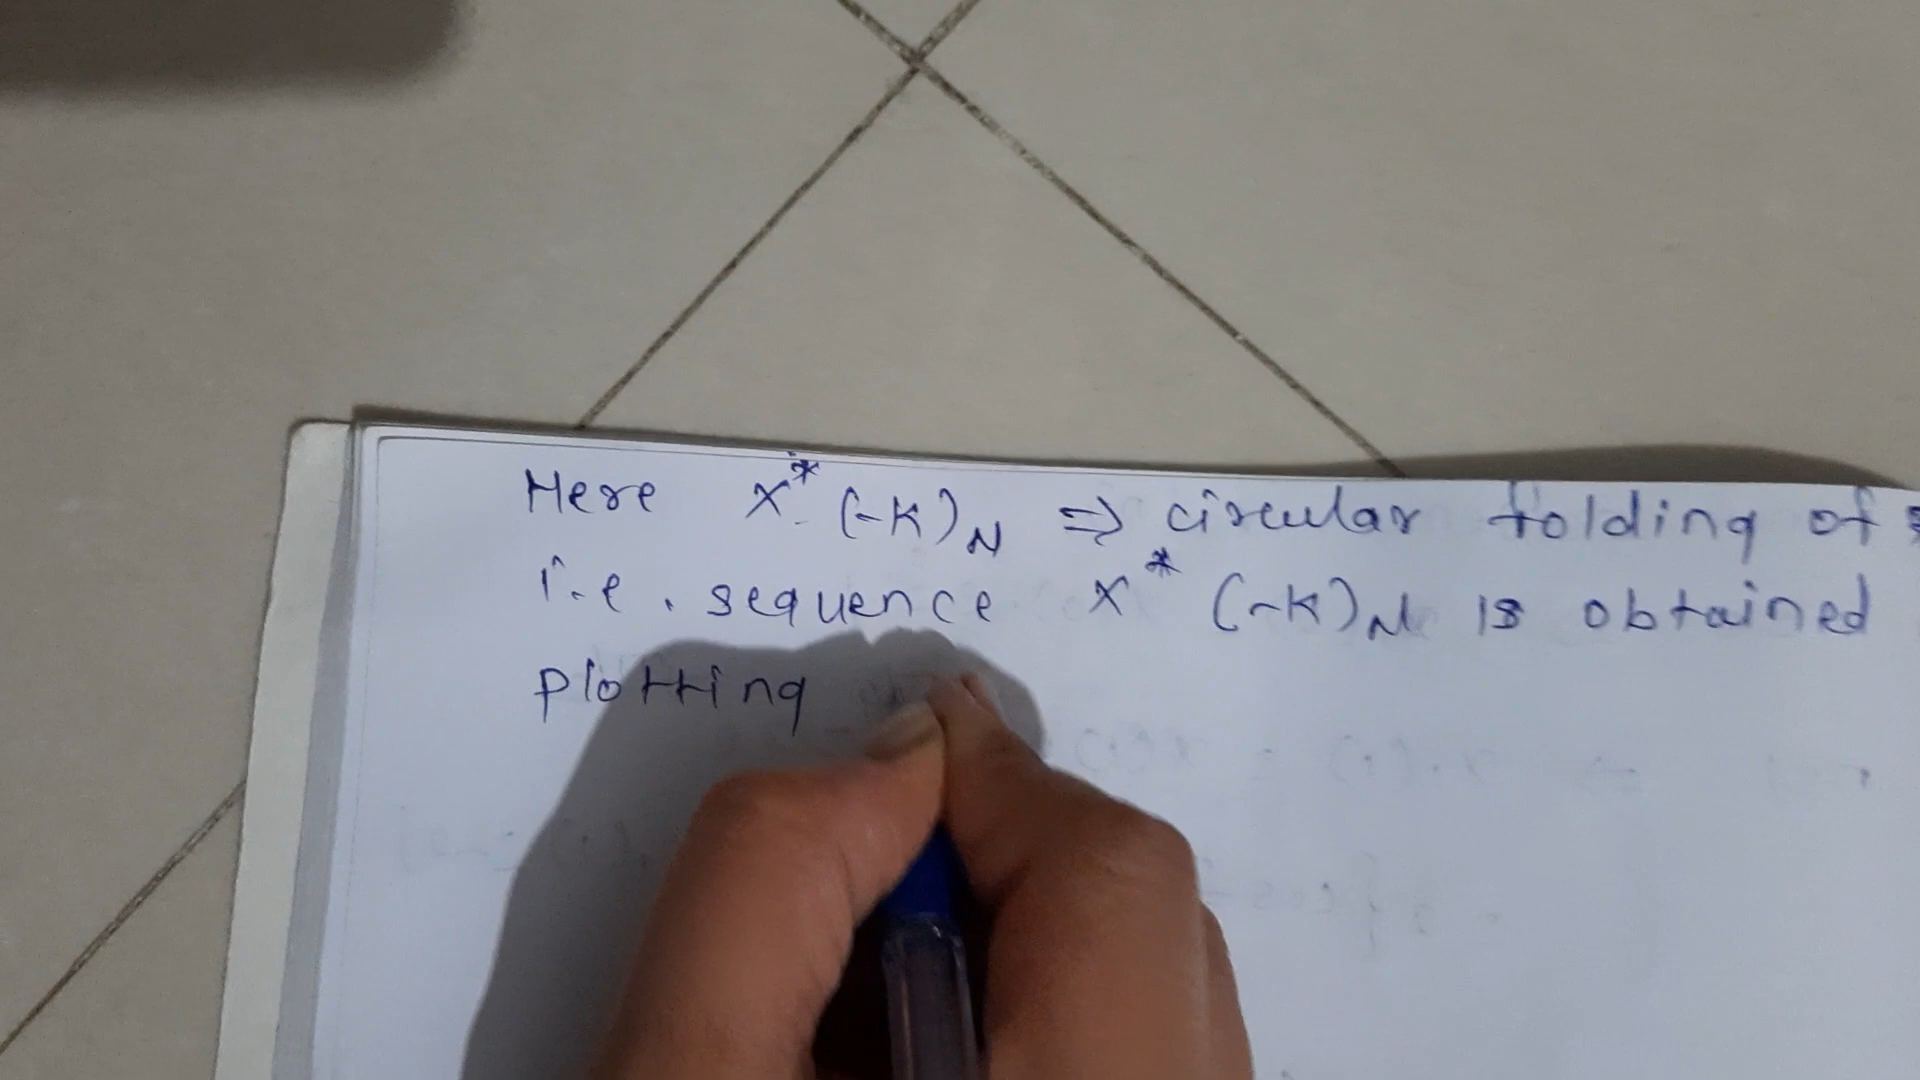 Here X* (-K)N => circular folding of
i.e. sequence X* (-K)N is obtained
plotting